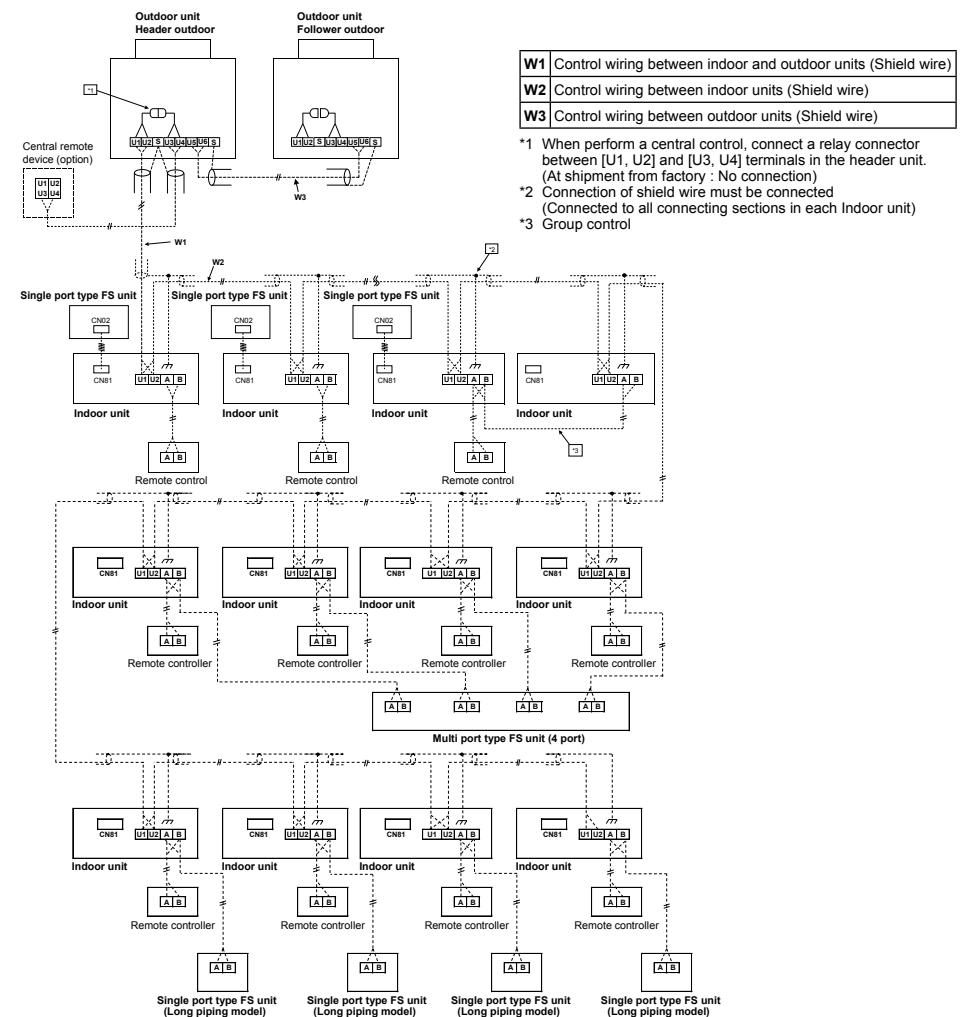 Outdoor unit
Header outdoor
Outdoor unit
Follower outdoor
*1
U1 U2 S U3 U4 U5 U6 S
U1 U2 S U3 U4 U5 U6 S
Central remote
device (option)
U1 U2
U3 U4
W3
W1
W2
*2
W1 Control wiring between indoor and outdoor units (Shield wire)
W2 Control wiring between indoor units (Shield wire)
W3 Control wiring between outdoor units (Shield wire)
*1 When perform a central control, connect a relay connector
between [U1, U2] and [U3, U4] terminals in the header unit.
(At shipment from factory : No connection)
*2 Connection of shield wire must be connected
(Connected to all connecting sections in each Indoor unit)
*3 Group control
Single port type FS unit Single port type FS unit Single port type FS unit
CN02 CN02 CN02
CN81 CN81 CN81 CN81
U1 U2 A B U1 U2 A B U1 U2 A B U1 U2 A B
Indoor unit Indoor unit Indoor unit Indoor unit
*3
A B A B A B
Remote control Remote control Remote control
CN81 CN81 CN81 CN81
U1 U2 A B U1 U2 A B U1 U2 A B U1 U2 A B
Indoor unit Indoor unit Indoor unit Indoor unit
A B A B A B A B
Remote controller Remote controller Remote controller Remote controller
A B A B A B A B
Multi port type FS unit (4 port)
CN81 CN81 CN81 CN81
U1 U2 A B U1 U2 A B U1 U2 A B U1 U2 A B
Indoor unit Indoor unit Indoor unit Indoor unit
A B A B A B A B
Remote controller Remote controller Remote controller Remote controller
A B A B A B A B
Single port type FS unit Single port type FS unit Single port type FS unit Single port type FS unit
(Long piping model) (Long piping model) (Long piping model) (Long piping model)